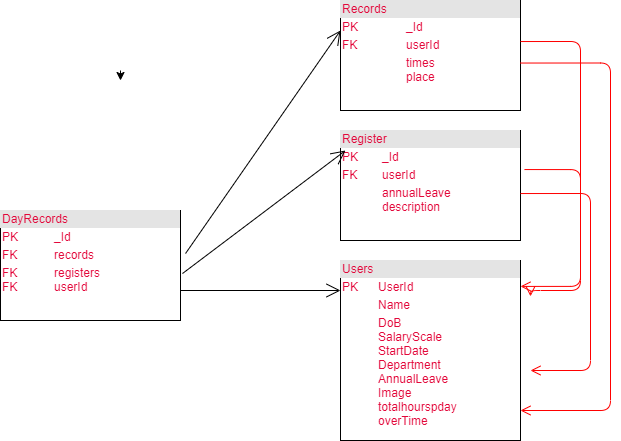 Records
PK _Id
FK userId
times
place
Register
PK _Id
FK userId
annualLeave
description
DayRecords
PK _Id
FK records
FK registers
FK userId
Users
PK UserId
Name
DoB
SalaryScale
StartDate
Department
AnnualLeave
Image
totalhourspday
overTime